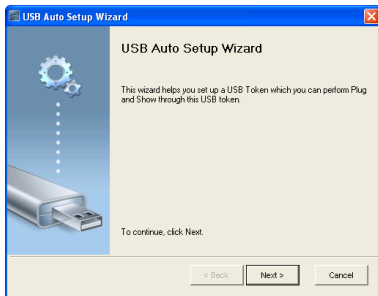 USB Auto Setup Wizard
USB Auto Setup Wizard
This wizard helps you set up a USB Token which you can perform Plug
and Show through this USB token.
To continue, click Next.
< Back
Next >
Cancel